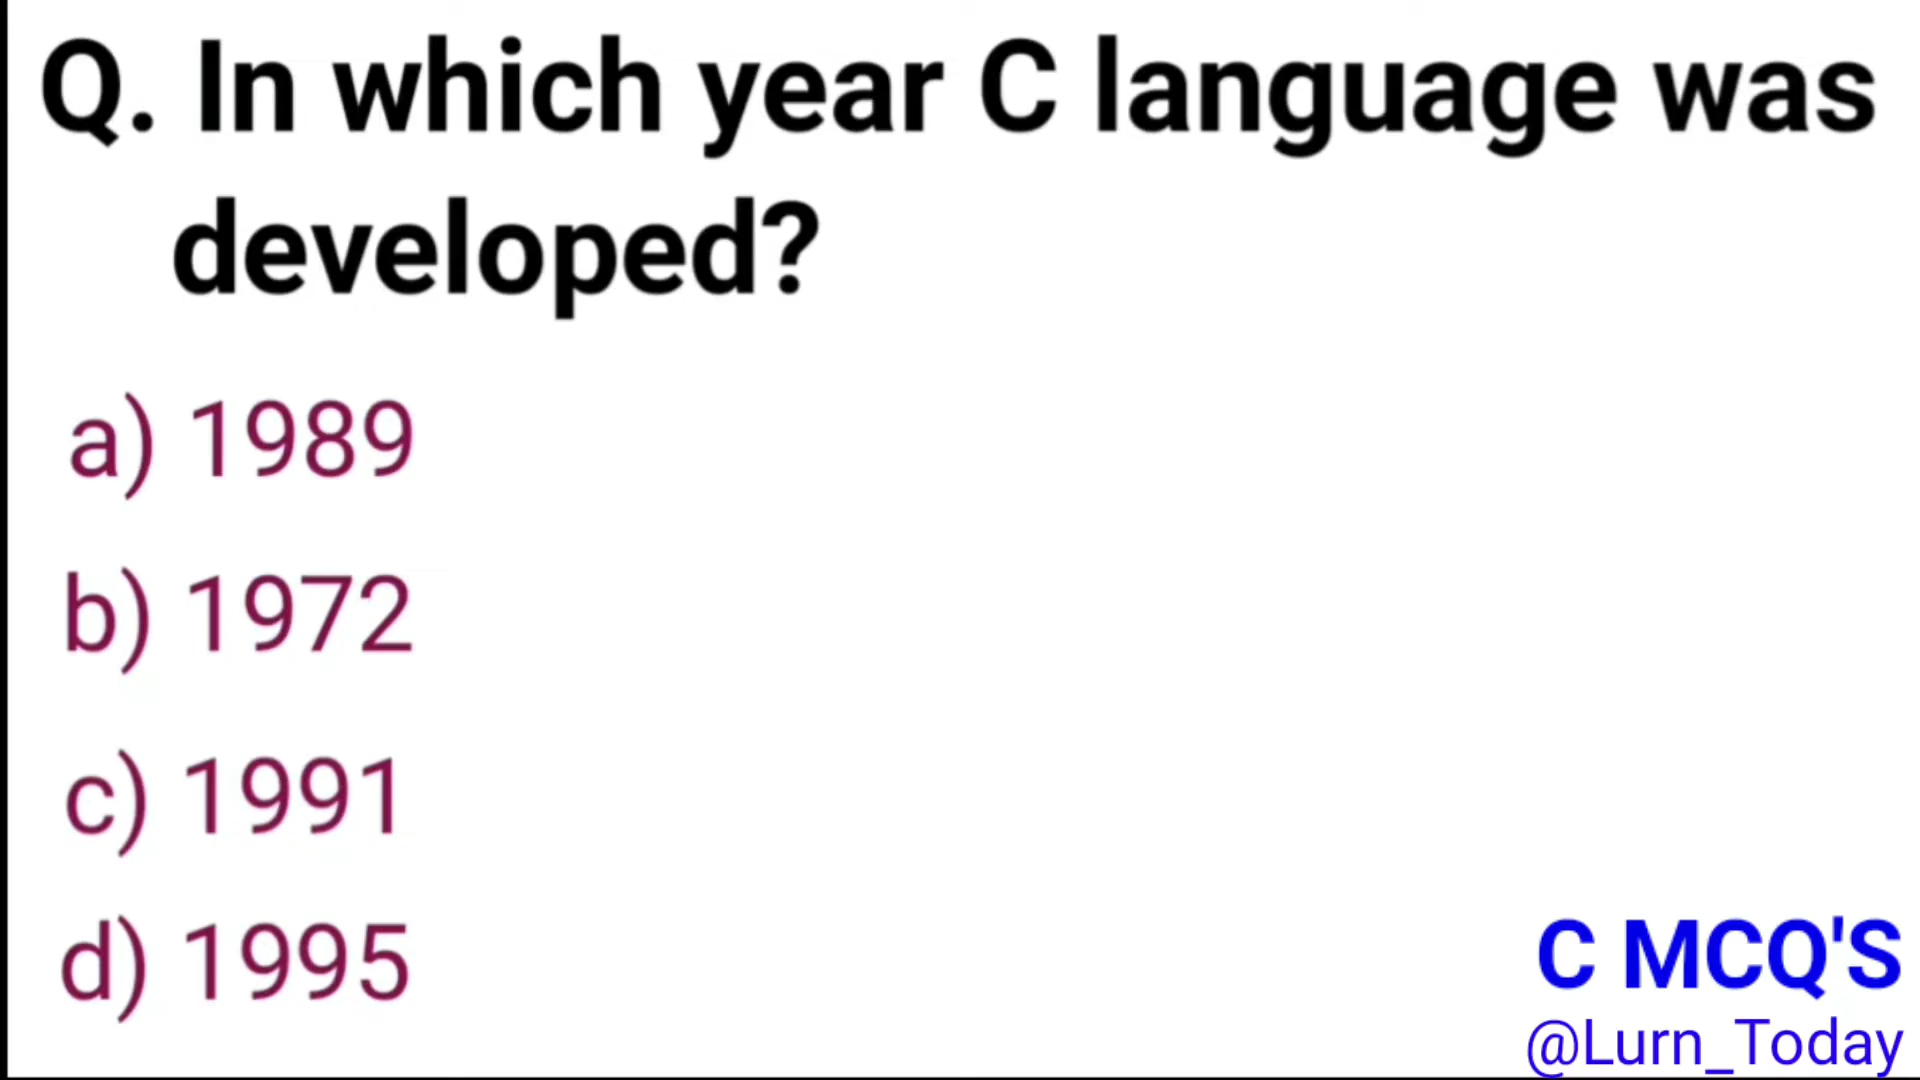 Q. In which year C language was
developed?
a) 1989
b) 1972
c) 1991
d) 1995
C MCQ'S
@Lurn_Today